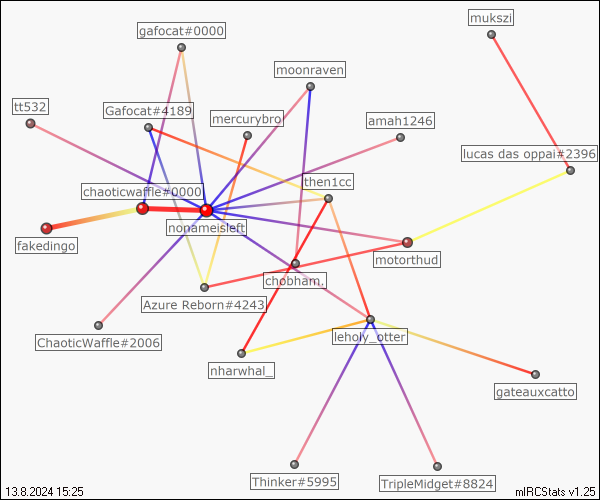 mukszi
gafocat#0000
moonraven
tt532
Gafocat#4189
mercurybro
amah1246
lucas das oppai#2396
then1cc
chaoticwaffle#0000
nonameisleft
fakedingo
motorthud
chobham.
Azure Reborn#4243
leholy_otter
ChaoticWaffle#2006
nharwhal_
gateauxcatto
Thinker#5995
TripleMidget#8824
13.8.2024 15:25
mIRCStats v1.25